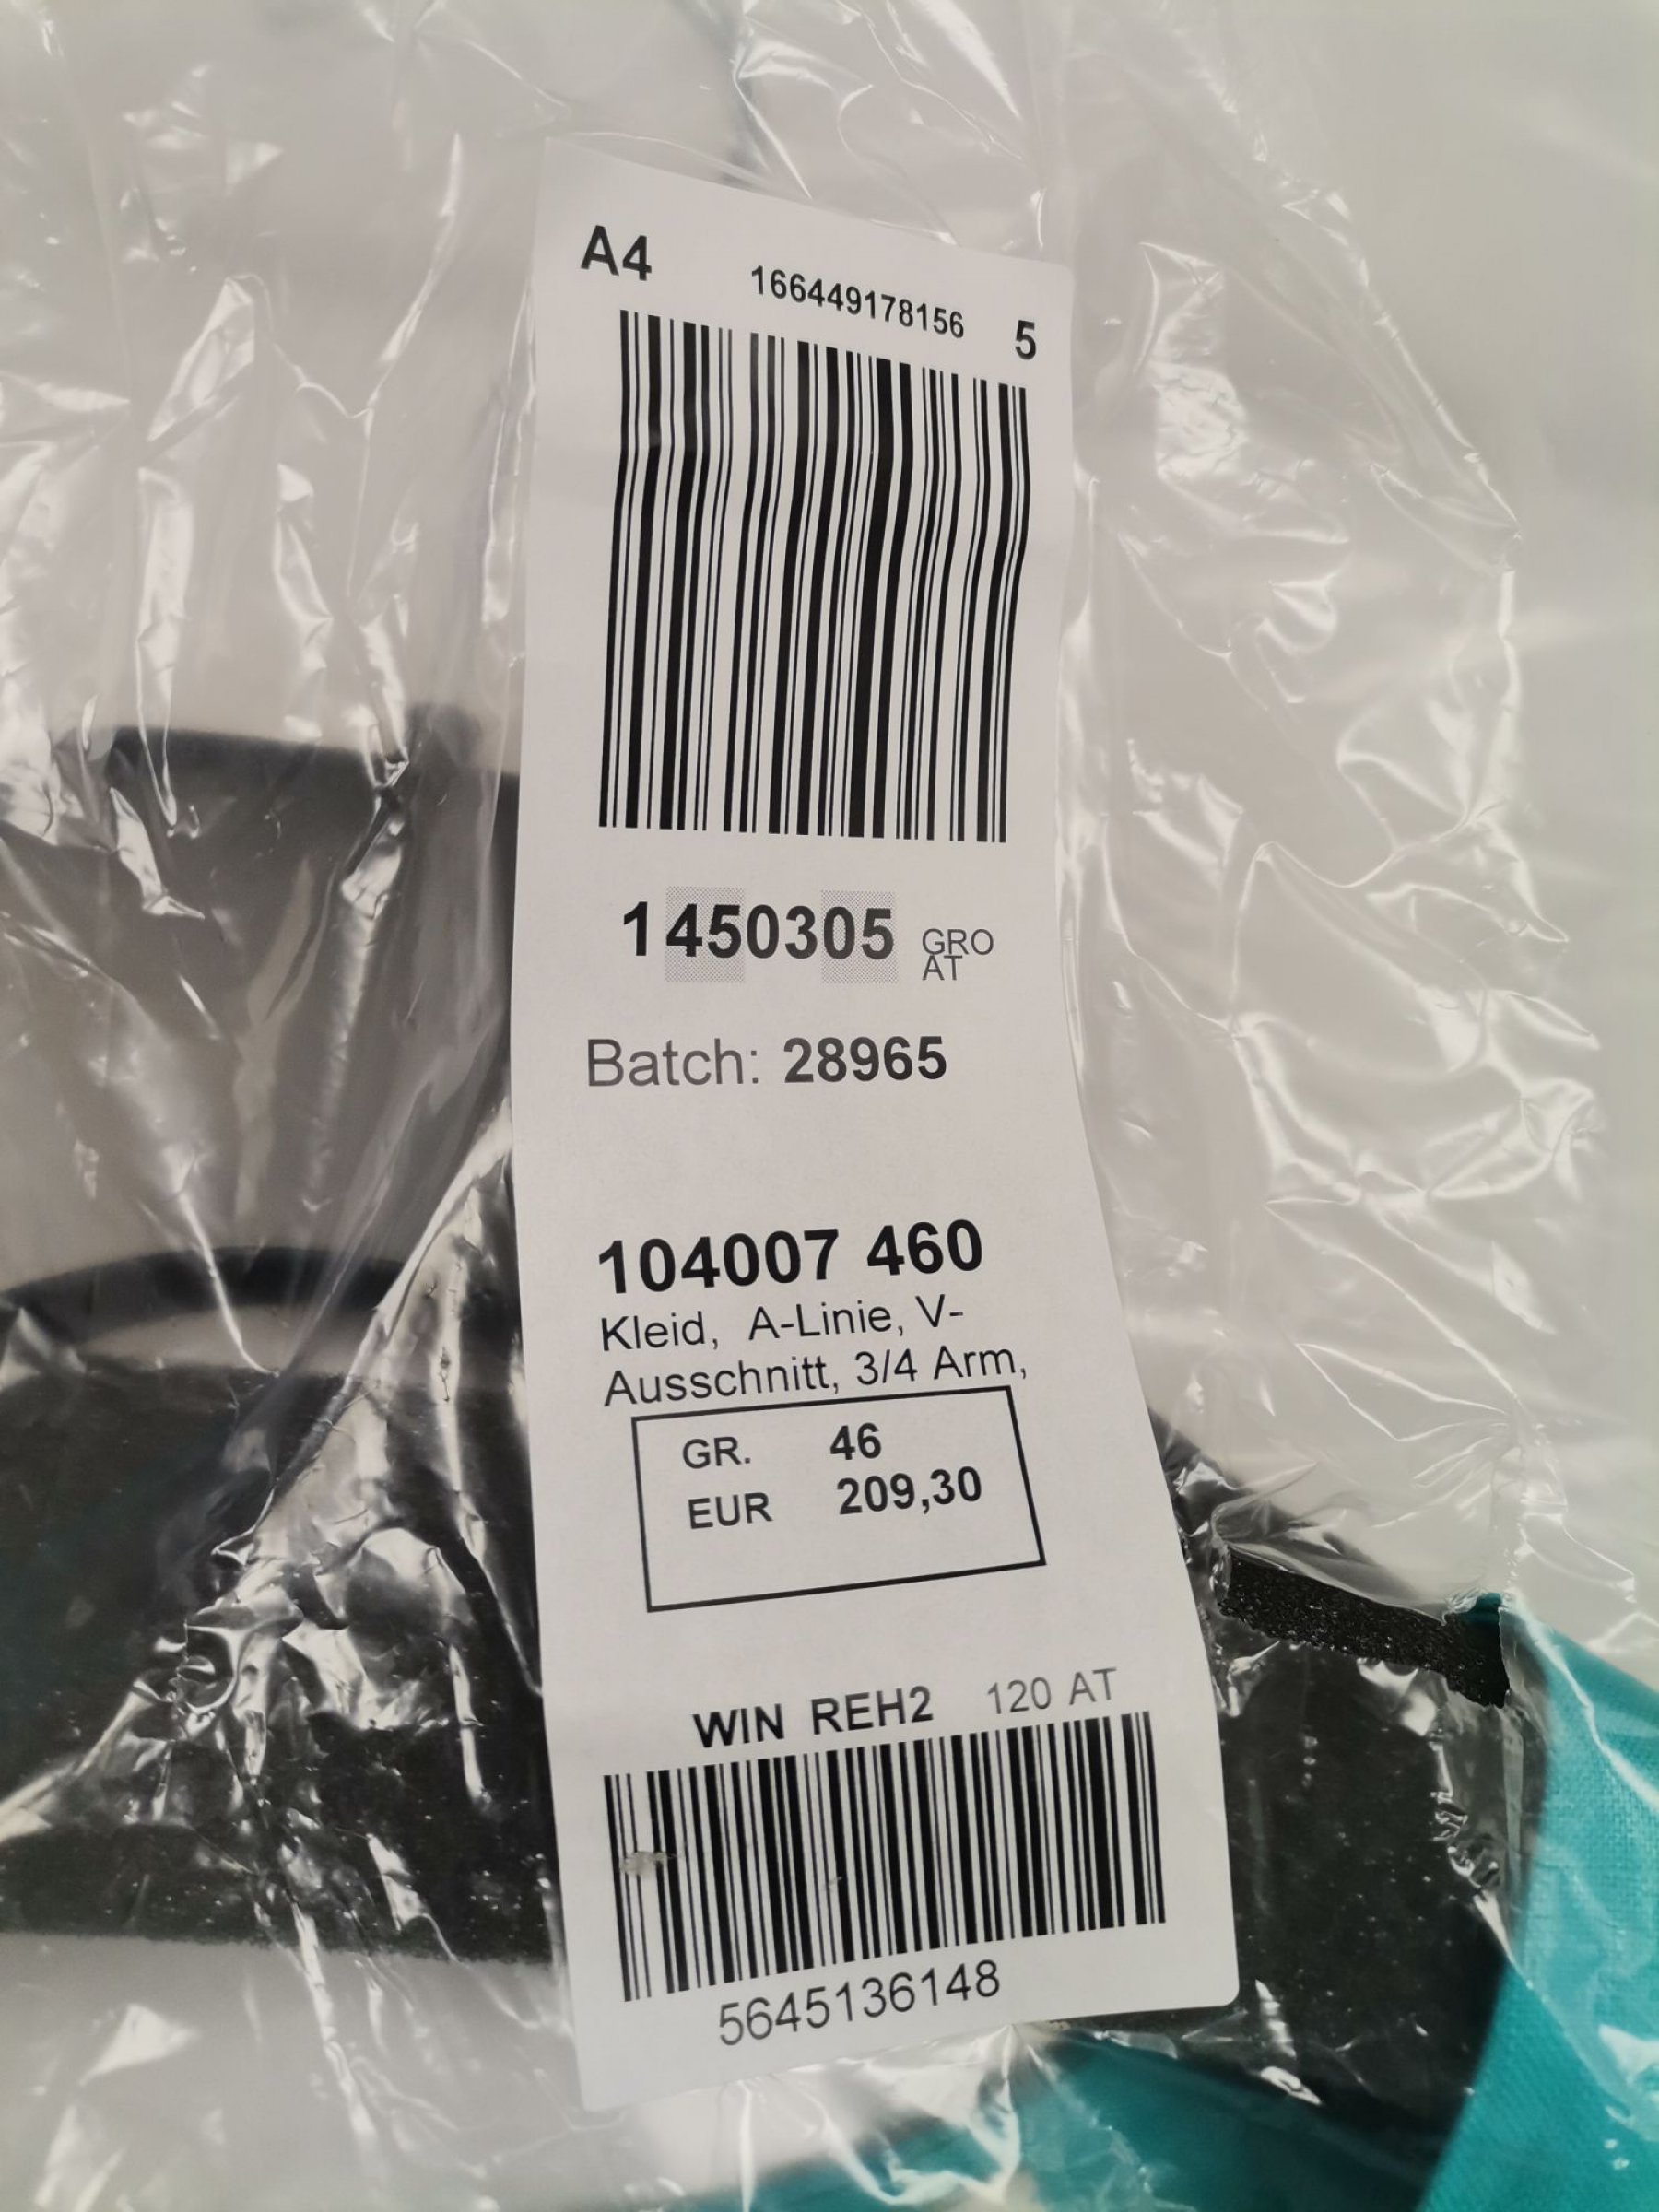 A4 166449178156 5
1450305 GRO
AT
Batch: 28965
104007 460
Kleid, A-Linie, V-
Ausschnitt, 3/4 Arm,
GR. 46
EUR 209,30
WIN REH2 120 AT
5645136148